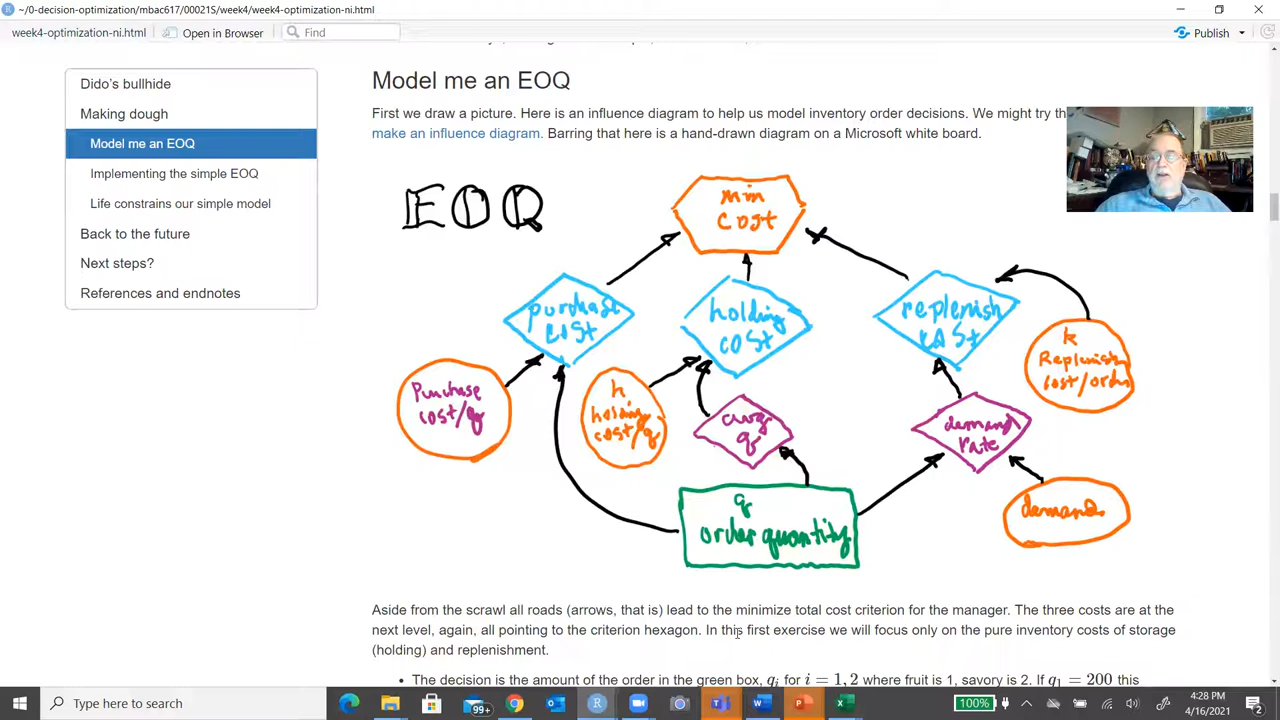 ~/0-decision-optimization/mbac617/00021S/week4/week4-optimization-ni.html
week4-optimization-ni.html
Open in Browser
Find
Publish
Dido's bullhide
Making dough
Model me an EOQ
Implementing the simple EOQ
Life constrains our simple model
Back to the future
Next steps?
References and endnotes
Model me an EOQ
First we draw a picture. Here is an influence diagram to help us model inventory order decisions. We might try th
make an influence diagram. Barring that here is a hand-drawn diagram on a Microsoft white board.
EOQ
min
cost
purchase
cost
holding
cost
replenish
cost
k
Replenish
cost/order
Purchase
cost/q
h
holding
cost/q
avg
q
demand
rate
q
order quantity
demand
Aside from the scrawl all roads (arrows, that is) lead to the minimize total cost criterion for the manager. The three costs are at the
next level, again, all pointing to the criterion hexagon. In this first exercise we will focus only on the pure inventory costs of storage
(holding) and replenishment.
The decision is the amount of the order in the green box, qᵢ for i = 1, 2 where fruit is 1, savory is 2. If q₁ = 200 this
Type here to search
99+
100%
4:28 PM
4/16/2021
2